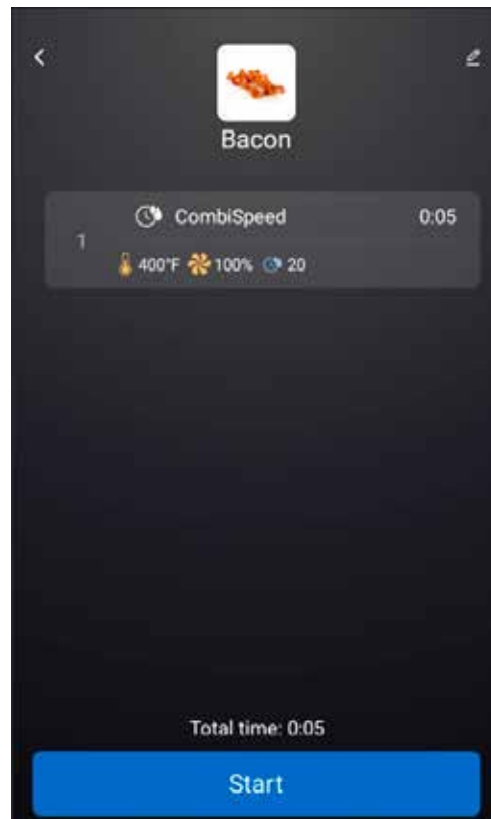 Bacon
CombiSpeed 0:05
1
400°F 100% 20
Total time: 0:05
Start